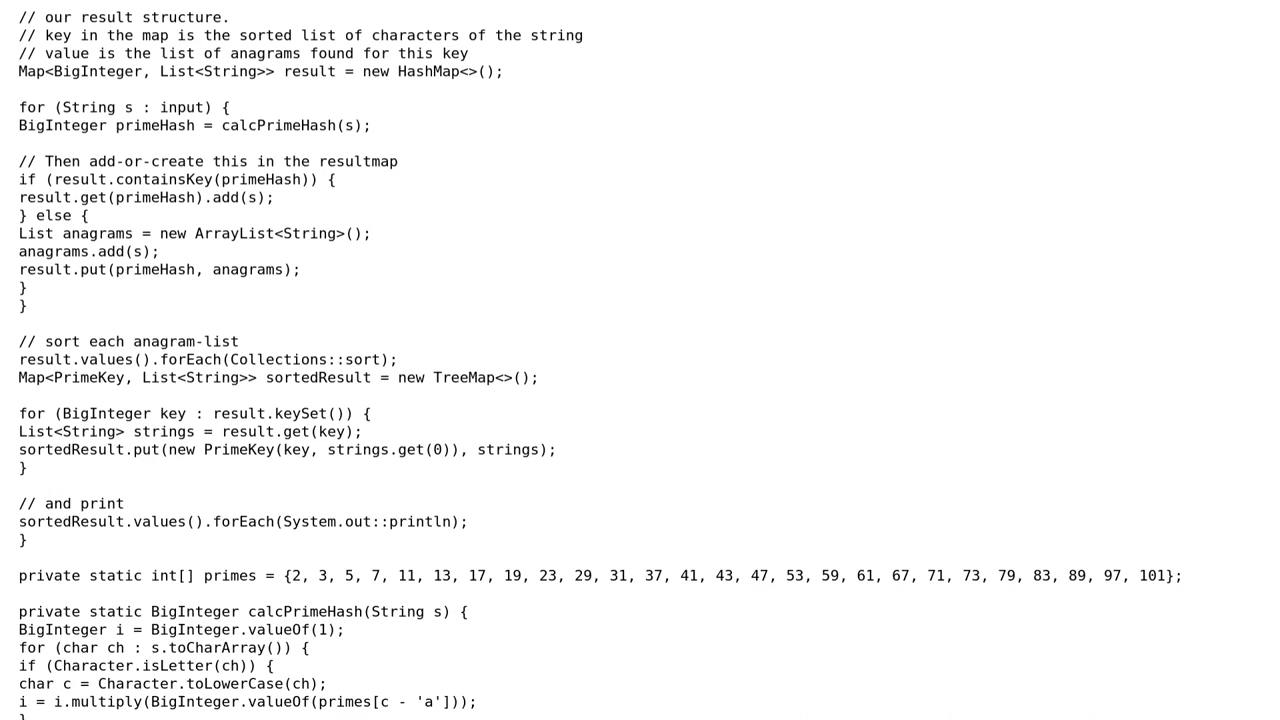 // our result structure.
// key in the map is the sorted list of characters of the string
// value is the list of anagrams found for this key
Map<BigInteger, List<String>> result = new HashMap<>();

for (String s : input) {
BigInteger primeHash = calcPrimeHash(s);

// Then add-or-create this in the resultmap
if (result.containsKey(primeHash)) {
result.get(primeHash).add(s);
} else {
List anagrams = new ArrayList<String>();
anagrams.add(s);
result.put(primeHash, anagrams);
}
}

// sort each anagram-list
result.values().forEach(Collections::sort);
Map<PrimeKey, List<String>> sortedResult = new TreeMap<>();

for (BigInteger key : result.keySet()) {
List<String> strings = result.get(key);
sortedResult.put(new PrimeKey(key, strings.get(0)), strings);
}

// and print
sortedResult.values().forEach(System.out::println);
}

private static int[] primes = {2, 3, 5, 7, 11, 13, 17, 19, 23, 29, 31, 37, 41, 43, 47, 53, 59, 61, 67, 71, 73, 79, 83, 89, 97, 101};

private static BigInteger calcPrimeHash(String s) {
BigInteger i = BigInteger.valueOf(1);
for (char ch : s.toCharArray()) {
if (Character.isLetter(ch)) {
char c = Character.toLowerCase(ch);
i = i.multiply(BigInteger.valueOf(primes[c - 'a']));
}